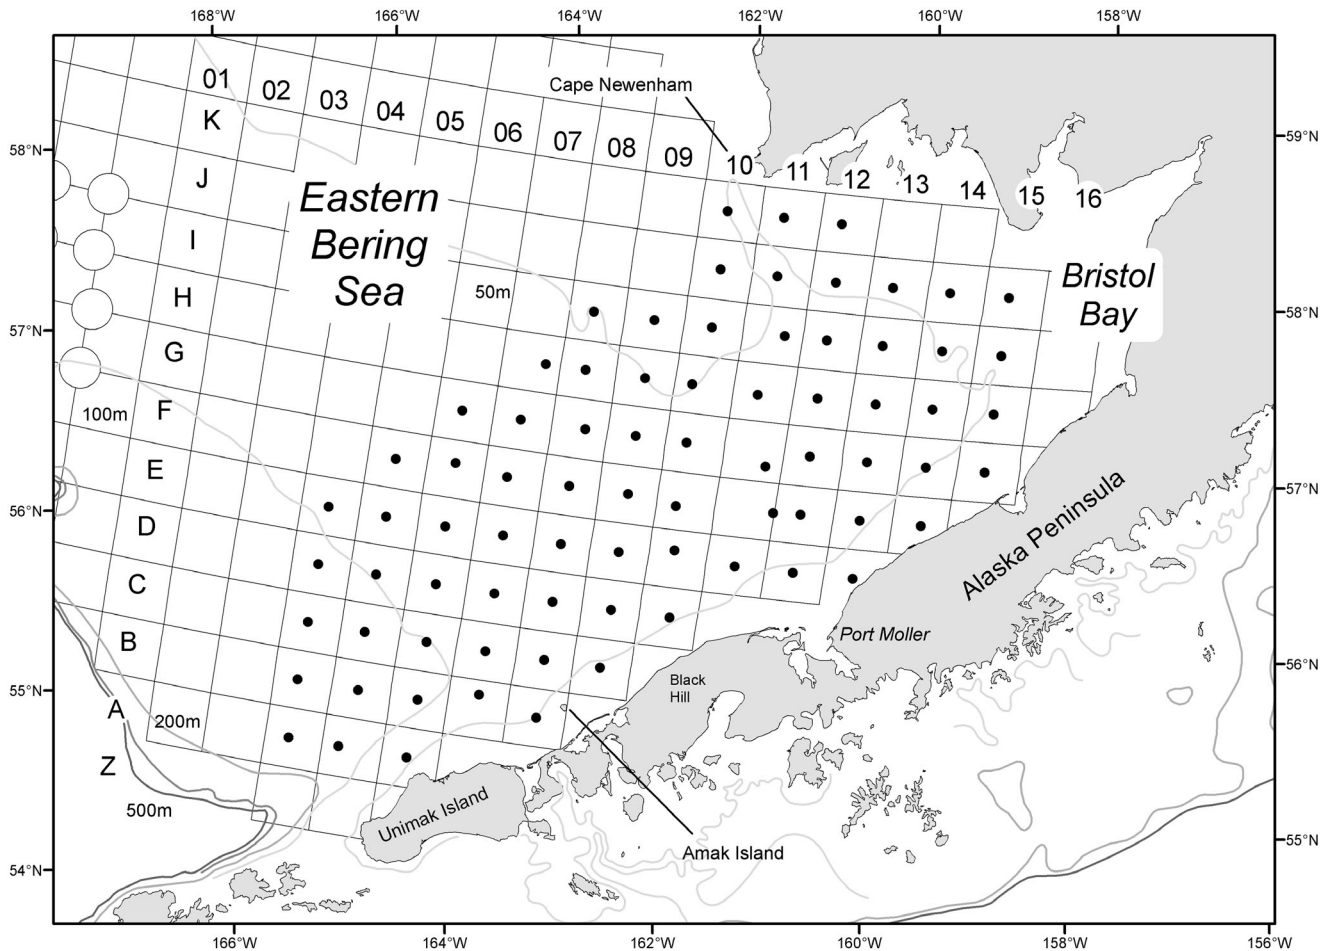 168°W 166°W 164°W 162°W 160°W 158°W
01 02 03 04 05 06 07 08 09 10 11 12 13 14 15 16
Cape Newenham
58°N
57°N
56°N
55°N
54°N
59°N
58°N
57°N
56°N
55°N
K
J
I
H
G
F
E
D
C
B
A
Z
Eastern
Bering
Sea
50m
100m
200m
500m
Bristol
Bay
Alaska Peninsula
Port Moller
Black
Hill
Unimak Island
Amak Island
166°W 164°W 162°W 160°W 158°W 156°W